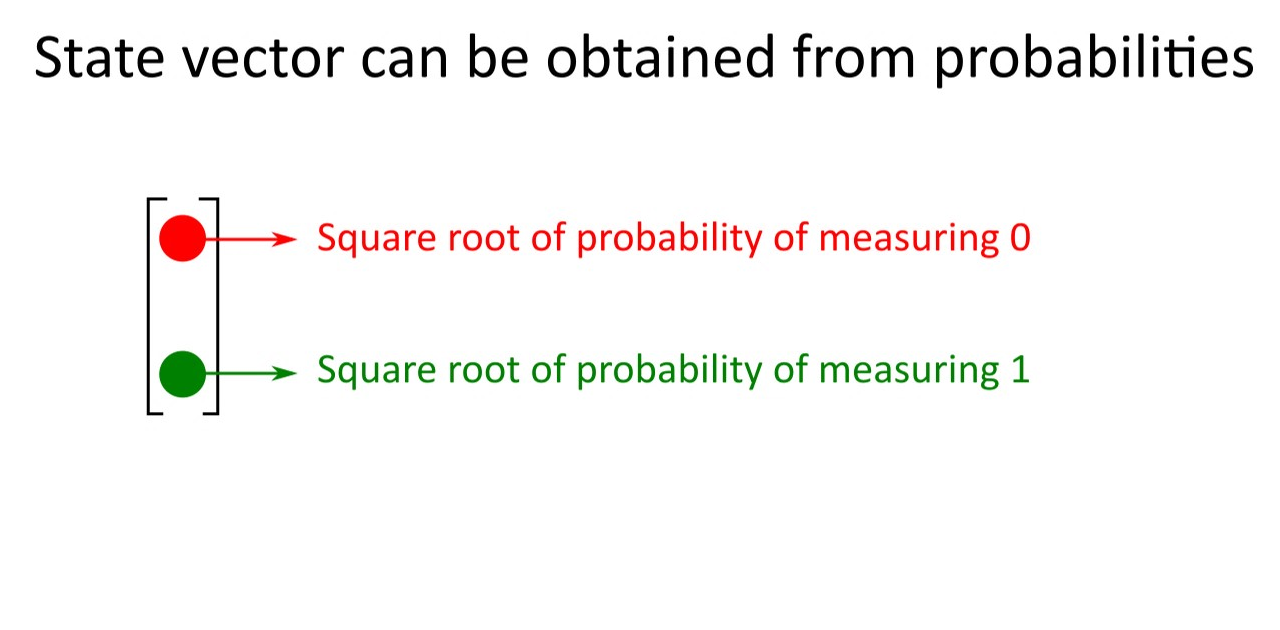 State vector can be obtained from probabilities
Square root of probability of measuring 0
Square root of probability of measuring 1